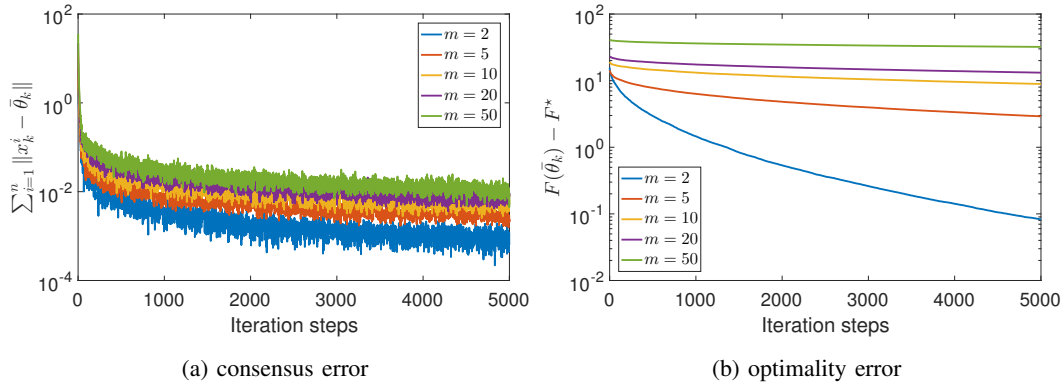 10^2
10^0
10^-2
10^-4
∑_{i=1}^n ‖x_k^i − θ̄_k‖
m = 2
m = 5
m = 10
m = 20
m = 50
0 1000 2000 3000 4000 5000
Iteration steps
(a) consensus error
10^2
10^1
10^0
10^-1
10^-2
F(θ̄_k) − F^⋆
m = 2
m = 5
m = 10
m = 20
m = 50
0 1000 2000 3000 4000 5000
Iteration steps
(b) optimality error